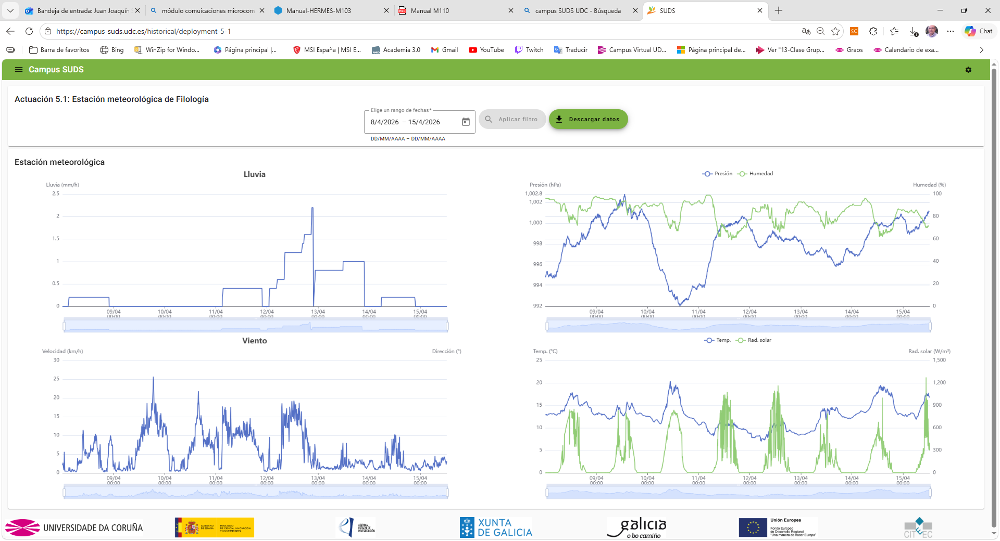 Bandeja de entrada: Juan Joaquín
módulo comuicaciones microcom
Manual-HERMES-M103
Manual M110
campus SUDS UDC - Búsqueda
SUDS
https://campus-suds.udc.es/historical/deployment-5-1
Chat
Barra de favoritos
Bing
WinZip for Windo...
Página principal |...
MSI España | MSI E...
Academia 3.0
Gmail
YouTube
Twitch
Traducir
Campus Virtual UD...
Página principal de...
Ver "13-Clase Grup...
Graos
Calendario de exa...
Campus SUDS
Actuación 5.1: Estación meteorológica de Filología
Elige un rango de fechas*
8/4/2026 – 15/4/2026
DD/MM/AAAA – DD/MM/AAAA
Aplicar filtro
Descargar datos
Estación meteorológica
Lluvia
Lluvia (mm/h)
2.5
2
1.5
1
0.5
0
09/04 00:00
10/04 00:00
11/04 00:00
12/04 00:00
13/04 00:00
14/04 00:00
15/04 00:00
Presión
Humedad
Presión (hPa)
Humedad (%)
1,002.8
1,002
1,000
998
996
994
992
100
80
60
40
20
0
09/04 00:00
10/04 00:00
11/04 00:00
12/04 00:00
13/04 00:00
14/04 00:00
15/04 00:00
Viento
Velocidad (km/h)
Dirección (°)
30
25
20
15
10
5
0
09/04 00:00
10/04 00:00
11/04 00:00
12/04 00:00
13/04 00:00
14/04 00:00
15/04 00:00
Temp.
Rad. solar
Temp. (ºC)
Rad. solar (W/m²)
25
20
15
10
5
0
1,500
1,200
900
600
300
0
09/04 00:00
10/04 00:00
11/04 00:00
12/04 00:00
13/04 00:00
14/04 00:00
15/04 00:00
UNIVERSIDADE DA CORUÑA
GOBIERNO DE ESPAÑA
MINISTERIO DE CIENCIA, INNOVACIÓN Y UNIVERSIDADES
AGENCIA ESTATAL DE INVESTIGACIÓN
XUNTA DE GALICIA
galicia
o bo camiño
Unión Europea
Fondo Europeo
de Desarrollo Regional
"Una manera de hacer Europa"
CITEEC